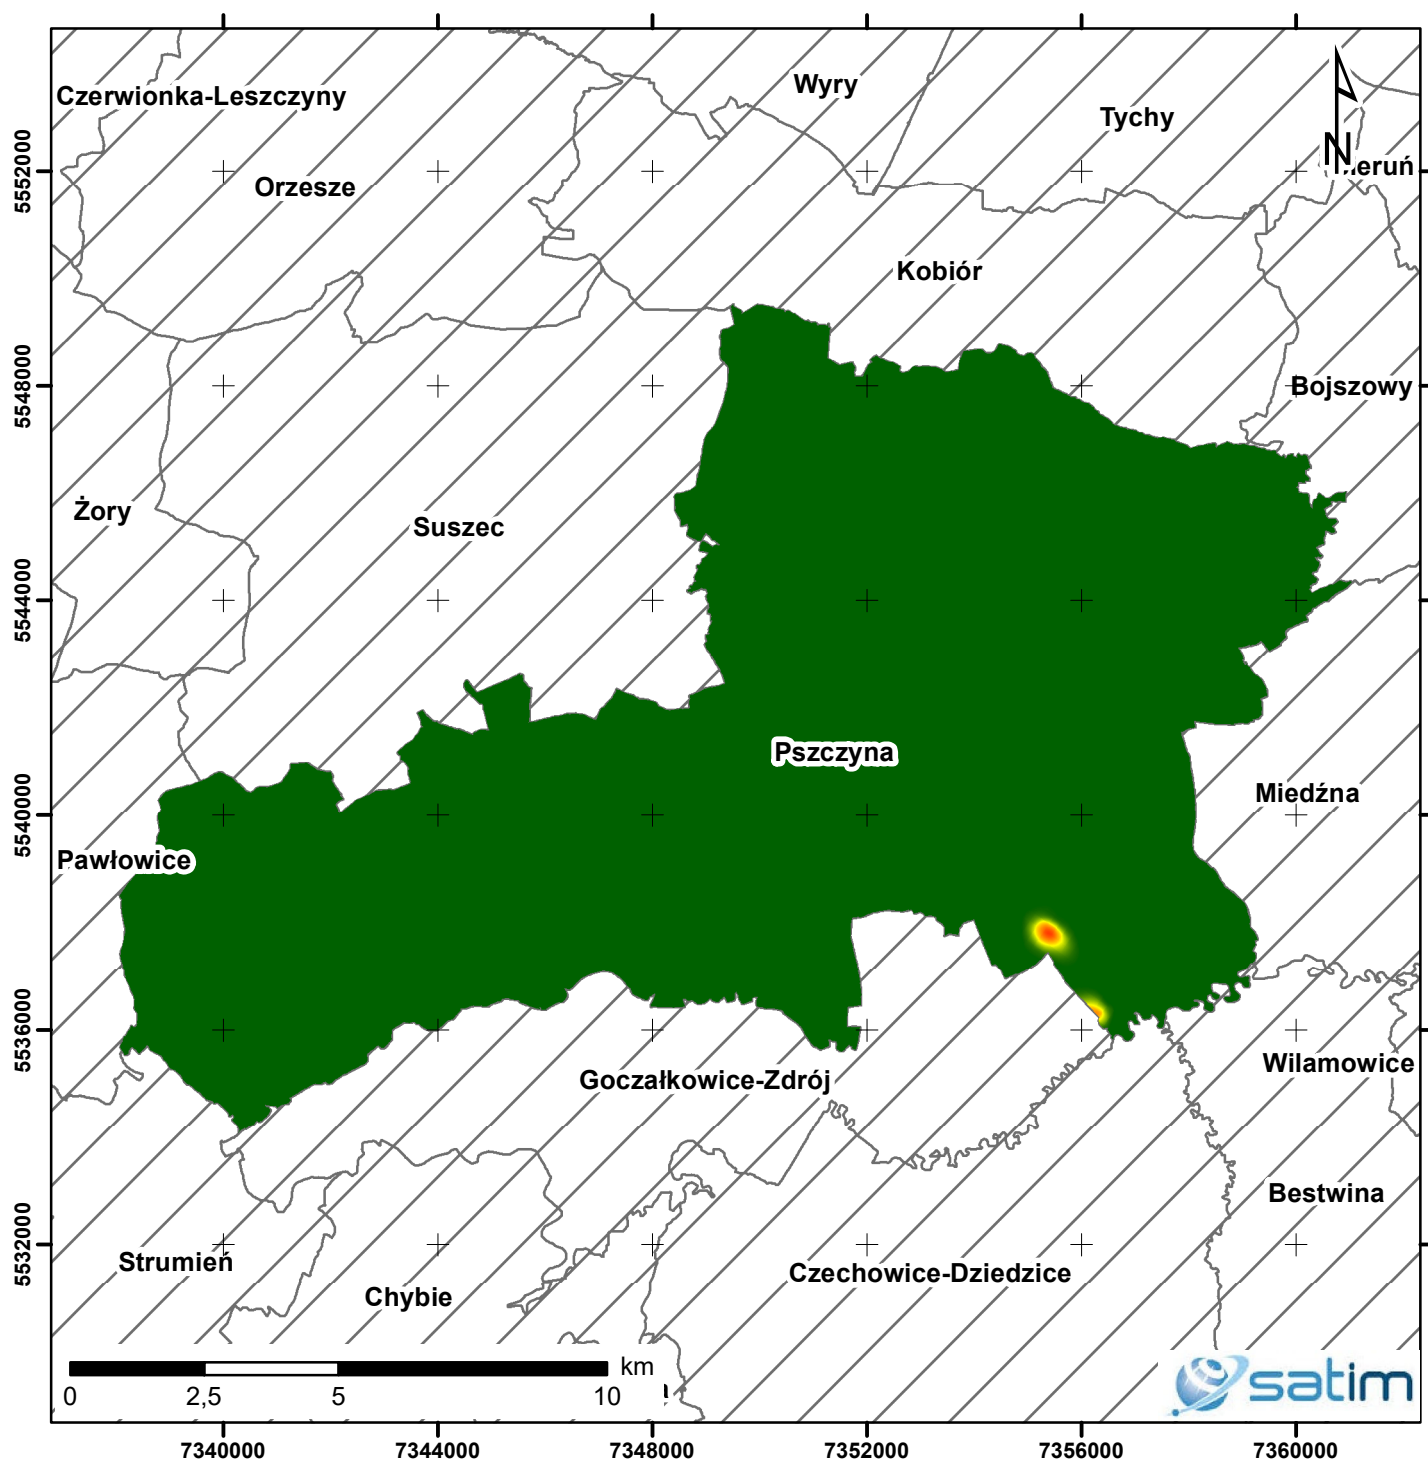 Wyry
Czerwionka-Leszczyny
Tychy
N
eruń
5552000
Orzesze
Kobiór
5548000
Bojszowy
Żory
Suszec
5544000
Pszczyna
Miedźna
5540000
Pawłowice
5536000
Wilamowice
Goczałkowice-Zdrój
Bestwina
5532000
Strumień
Czechowice-Dziedzice
Chybie
km
0 2,5 5 10
satim
7340000 7344000 7348000 7352000 7356000 7360000